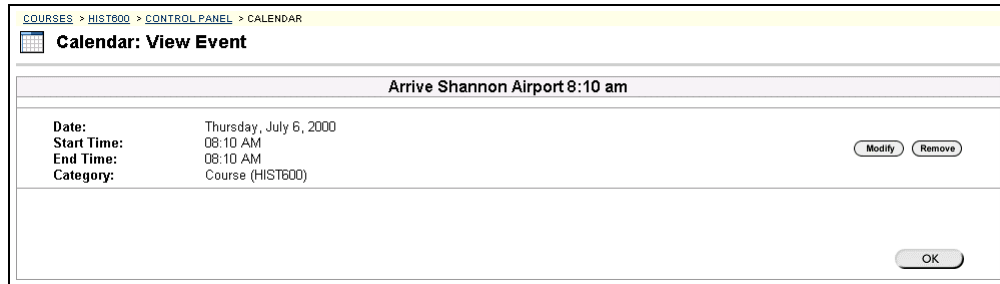 COURSES > HIST600 > CONTROL PANEL > CALENDAR
Calendar: View Event
Arrive Shannon Airport 8:10 am
Date: Thursday, July 6, 2000
Start Time: 08:10 AM
End Time: 08:10 AM
Category: Course (HIST600)
Modify Remove
OK